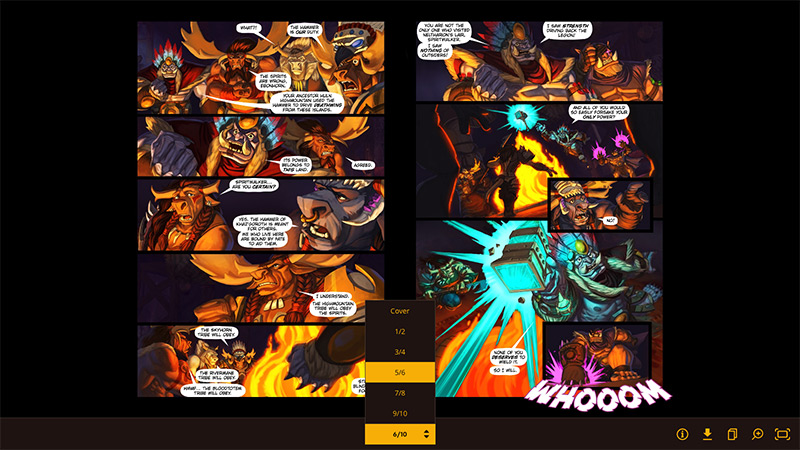 WHAT?!
THE HAMMER
IS OUR DUTY.
THE SPIRITS
ARE WRONG,
EBONHORN.
YOUR ANCESTOR HULN
HIGHMOUNTAIN USED THE
HAMMER TO DRIVE DEATHWING
FROM THESE ISLANDS.
IT'S POWER
BELONGS TO
THIS LAND.
AGREED.
SPIRITWALKER...
ARE YOU CERTAIN?
YES. THE HAMMER OF
KHAZ'GOROTH IS MEANT
FOR OTHERS.
WE WHO LIVE HERE
ARE BOUND BY FATE
TO AID THEM.
I UNDERSTAND.
THE HIGHMOUNTAIN
TRIBE WILL OBEY
THE SPIRITS.
THE SKYHORN
TRIBE WILL OBEY.
THE RIVERMANE
TRIBE WILL OBEY.
HMMF... THE BLOODTOTEM
TRIBE WILL OBEY.
YOU ARE NOT THE
ONLY ONE WHO VISITED
NELTHARION'S LAIR,
SPIRITWALKER.
I SAW
NOTHING OF
OUTSIDERS!
I SAW STRENGTH
DRIVING BACK THE
LEGION!
AND ALL OF YOU WOULD
SO EASILY FORSAKE YOUR
ONLY POWER?
NO!
NONE OF YOU
DESERVES TO
WIELD IT.
SO I WILL.
WHOOOM
Cover
1/2
3/4
5/6
7/8
9/10
6/10